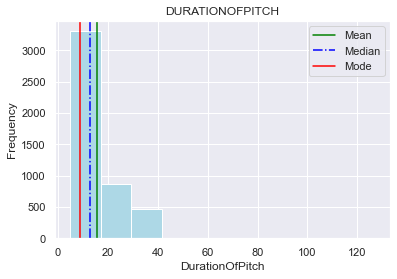 DURATIONOFPITCH
Mean
Median
Mode
Frequency
3000
2500
2000
1500
1000
500
0
0 20 40 60 80 100 120
DurationOfPitch